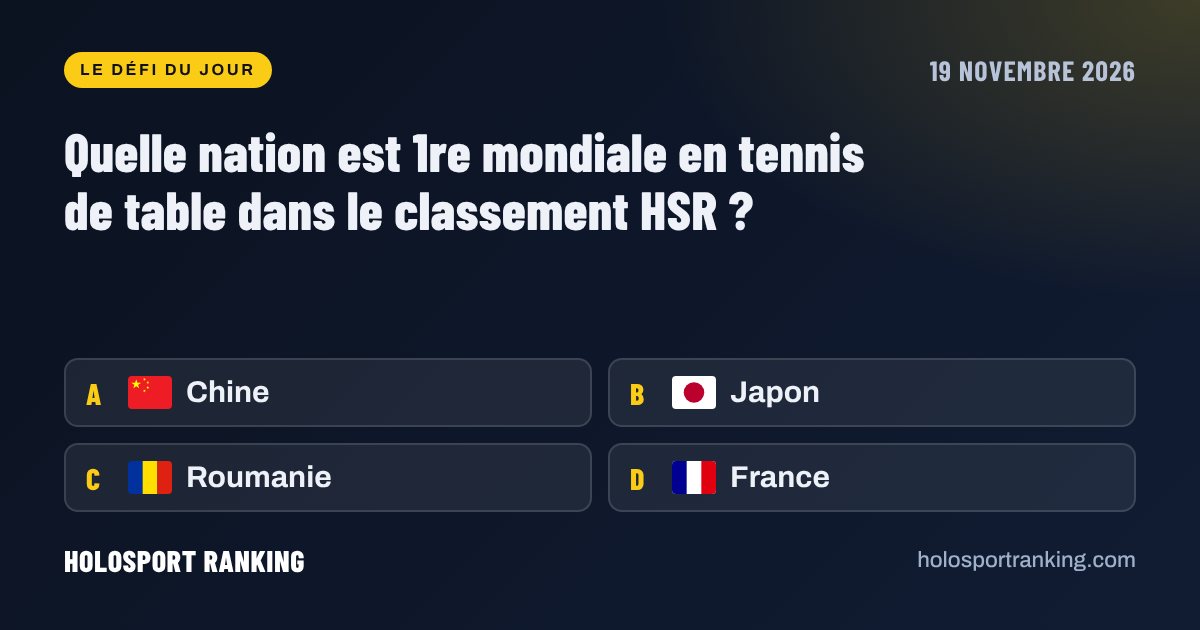 LE DÉFI DU JOUR
19 NOVEMBRE 2026
Quelle nation est 1re mondiale en tennis
de table dans le classement HSR ?
A Chine
B Japon
C Roumanie
D France
HOLOSPORT RANKING
holosportranking.com